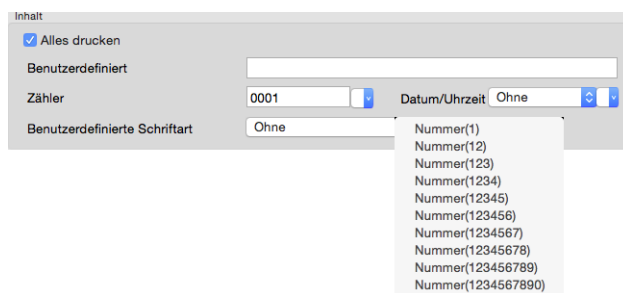 Inhalt
Alles drucken
Benutzerdefiniert
Zähler 0001 Datum/Uhrzeit Ohne
Benutzerdefinierte Schriftart Ohne
Nummer(1)
Nummer(12)
Nummer(123)
Nummer(1234)
Nummer(12345)
Nummer(123456)
Nummer(1234567)
Nummer(12345678)
Nummer(123456789)
Nummer(1234567890)